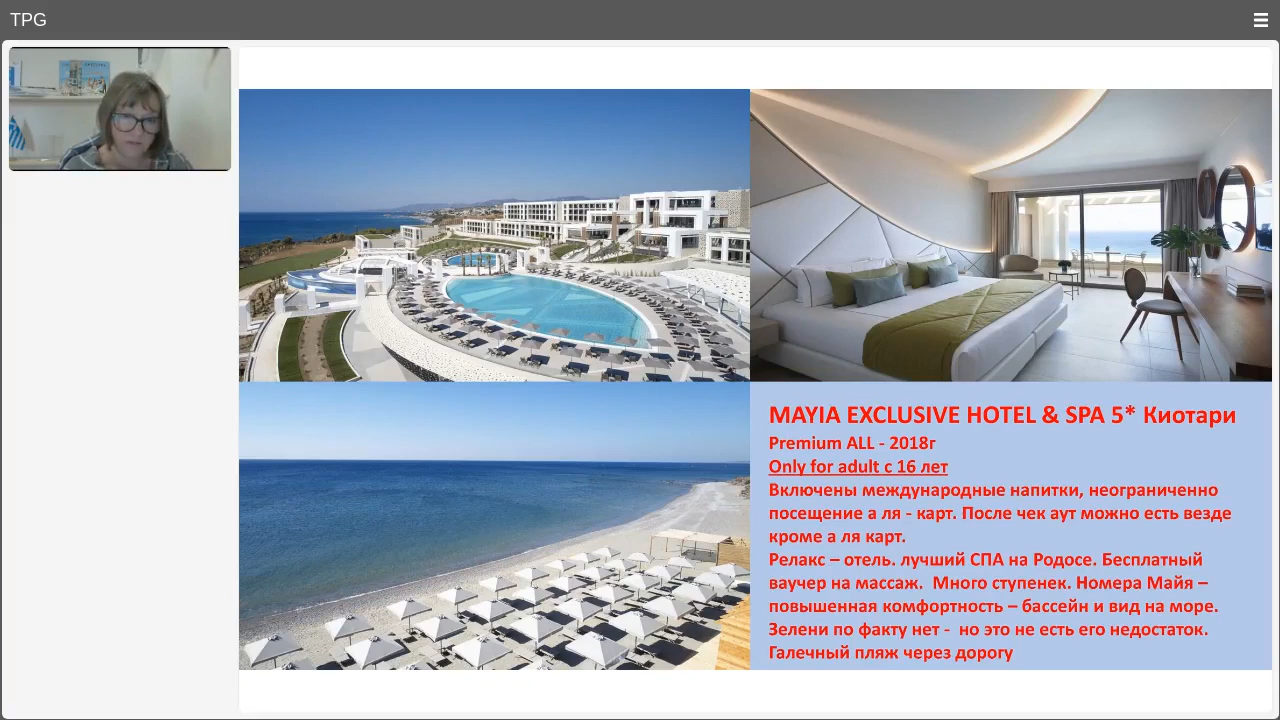 TPG
MAYIA EXCLUSIVE HOTEL & SPA 5* Киотари
Premium ALL - 2018г
Only for adult с 16 лет
Включены международные напитки, неограниченно
посещение а ля - карт. После чек аут можно есть везде
кроме а ля карт.
Релакс – отель. лучший СПА на Родосе. Бесплатный
ваучер на массаж.  Много ступенек. Номера Майя –
повышенная комфортность – бассейн и вид на море.
Зелени по факту нет -  но это не есть его недостаток.
Галечный пляж через дорогу